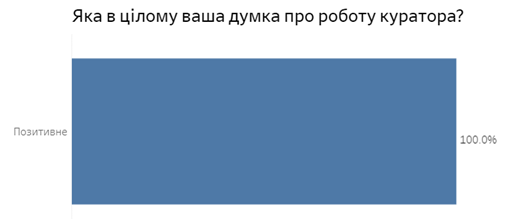 Яка в цілому ваша думка про роботу куратора?
Позитивне
100.0%